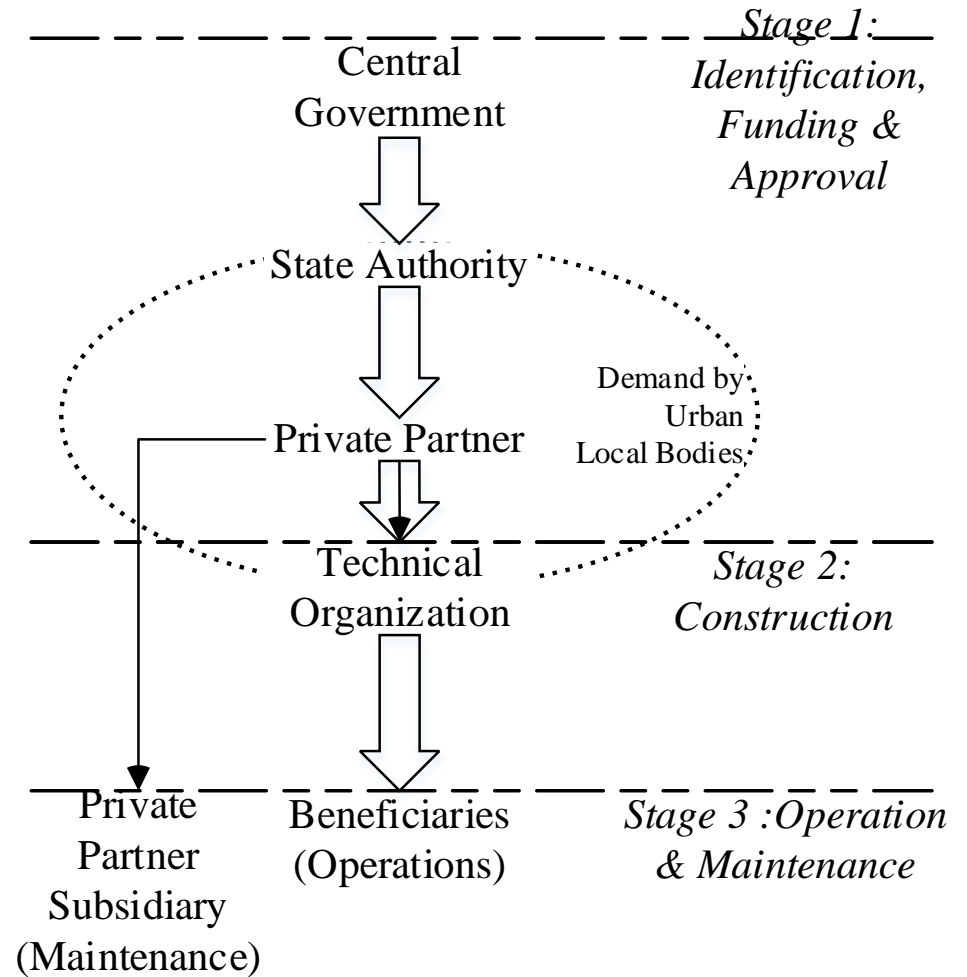 Stage 1:
Identification,
Funding &
Approval
Central
Government
State Authority
Demand by
Urban
Local Bodies
Private Partner
Technical
Organization
Stage 2:
Construction
Private
Partner
Subsidiary
(Maintenance)
Beneficiaries
(Operations)
Stage 3 :Operation
& Maintenance